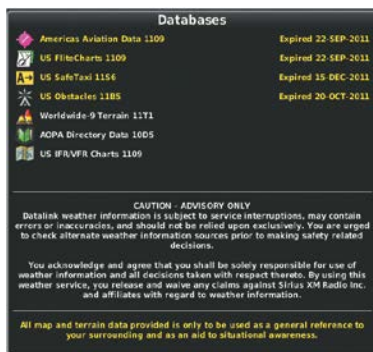 Databases
Americas Aviation Data 1109 Expired 22-SEP-2011
US FliteCharts 1109 Expired 22-SEP-2011
A→ US SafeTaxi 11S6 Expired 15-DEC-2011
US Obstacles 11B5 Expired 20-OCT-2011
Worldwide-9 Terrain 11T1
AOPA Directory Data 10D5
US IFR/VFR Charts 1109
CAUTION - ADVISORY ONLY
Datalink weather information is subject to service interruptions, may contain
errors or inaccuracies, and should not be relied upon exclusively. You are urged
to check alternate weather information sources prior to making safety related
decisions.
You acknowledge and agree that you shall be solely responsible for use of
weather information and all decisions taken with respect thereto. By using this
weather service, you release and waive any claims against Sirius XM Radio Inc.
and affiliates with regard to weather information.
All map and terrain data provided is only to be used as a general reference to
your surrounding and as an aid to situational awareness.